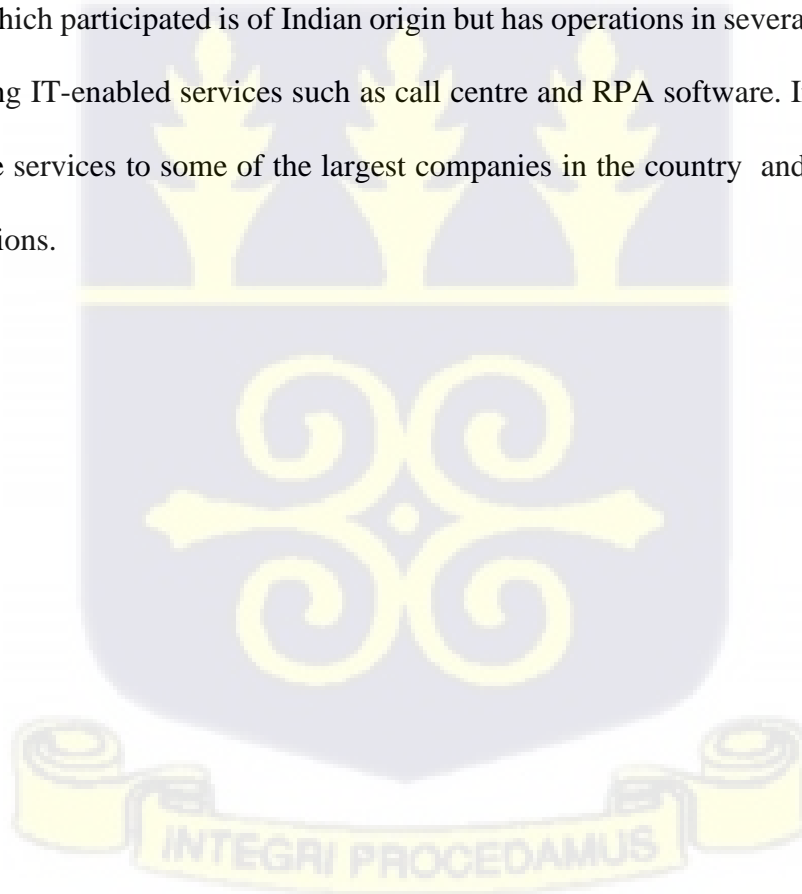 hich participated is of Indian origin but has operations in severa
ng IT-enabled services such as call centre and RPA software. I
e services to some of the largest companies in the country and
ions.
INTEGRI PROCEDAMUS